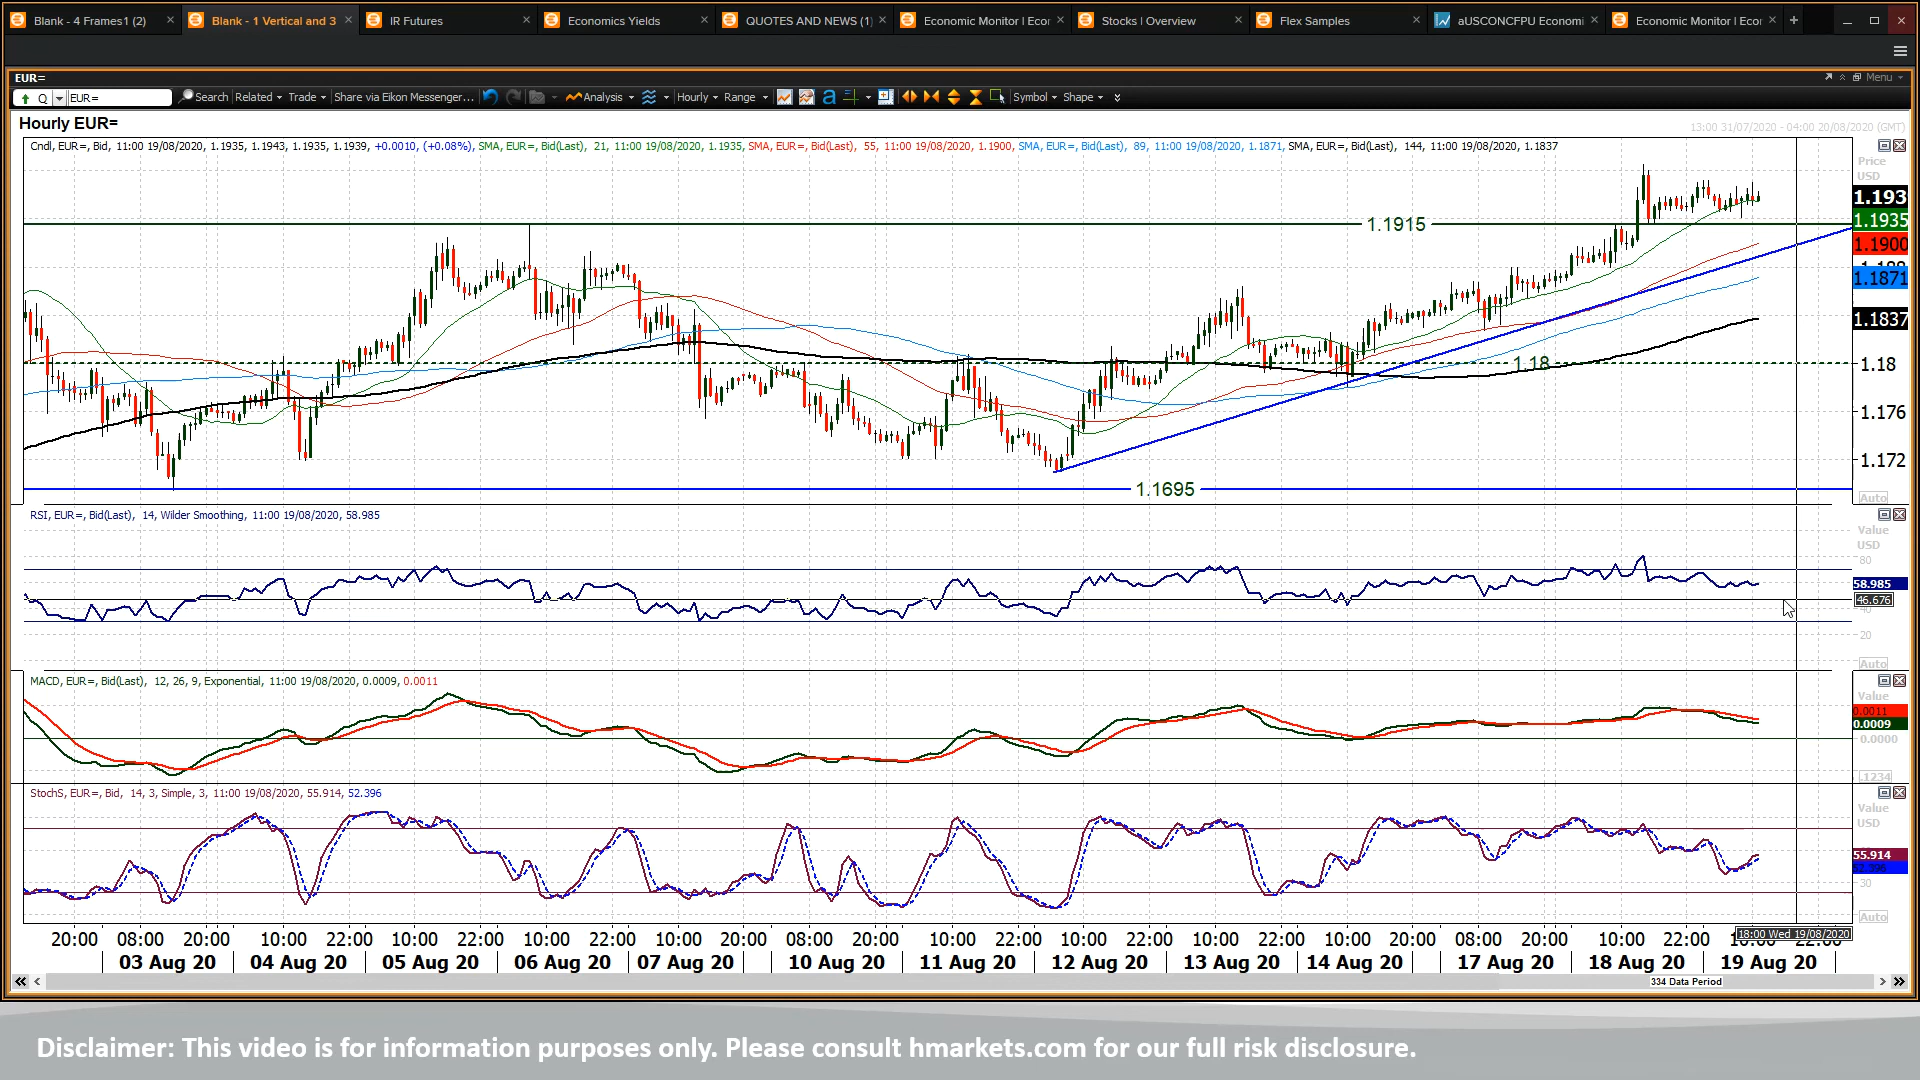 Blank - 4 Frames1 (2) Blank - 1 Vertical and 3 IR Futures Economics Yields QUOTES AND NEWS (1) Economic Monitor | Ecor Stocks | Overview Flex Samples aUSCONCFPU Economi Economic Monitor | Ecor
EUR= Menu
Q EUR= Search Related Trade Share via Eikon Messenger... Analysis Hourly Range a Symbol Shape
Hourly EUR=
13:00 31/07/2020 - 04:00 20/08/2020 (GMT)
Cndl, EUR=, Bid, 11:00 19/08/2020, 1.1935, 1.1943, 1.1935, 1.1939, +0.0010, (+0.08%), SMA, EUR=, Bid(Last), 21, 11:00 19/08/2020, 1.1935, SMA, EUR=, Bid(Last), 55, 11:00 19/08/2020, 1.1900, SMA, EUR=, Bid(Last), 89, 11:00 19/08/2020, 1.1871, SMA, EUR=, Bid(Last), 144, 11:00 19/08/2020, 1.1837
Price
USD
1.193
1.1935
1.1915
1.1900
1.1871
1.1837
1.18
1.18
1.176
1.172
1.1695
Auto
RSI, EUR=, Bid(Last), 14, Wilder Smoothing, 11:00 19/08/2020, 58.985
Value
USD
80
58.985
46.676
40
20
Auto
MACD, EUR=, Bid(Last), 12, 26, 9, Exponential, 11:00 19/08/2020, 0.0009, 0.0011
Value
0.0011
0.0009
0.0000
.1234
StochS, EUR=, Bid, 14, 3, Simple, 3, 11:00 19/08/2020, 55.914, 52.396
Value
USD
55.914
52.396
30
Auto
20:00 08:00 20:00 10:00 22:00 10:00 22:00 10:00 22:00 10:00 20:00 08:00 20:00 10:00 22:00 10:00 22:00 10:00 22:00 10:00 20:00 08:00 20:00 10:00 22:00 10:00 22:00
18:00 Wed 19/08/2020
03 Aug 20 04 Aug 20 05 Aug 20 06 Aug 20 07 Aug 20 10 Aug 20 11 Aug 20 12 Aug 20 13 Aug 20 14 Aug 20 17 Aug 20 18 Aug 20 19 Aug 20
334 Data Period
Disclaimer: This video is for information purposes only. Please consult hmarkets.com for our full risk disclosure.